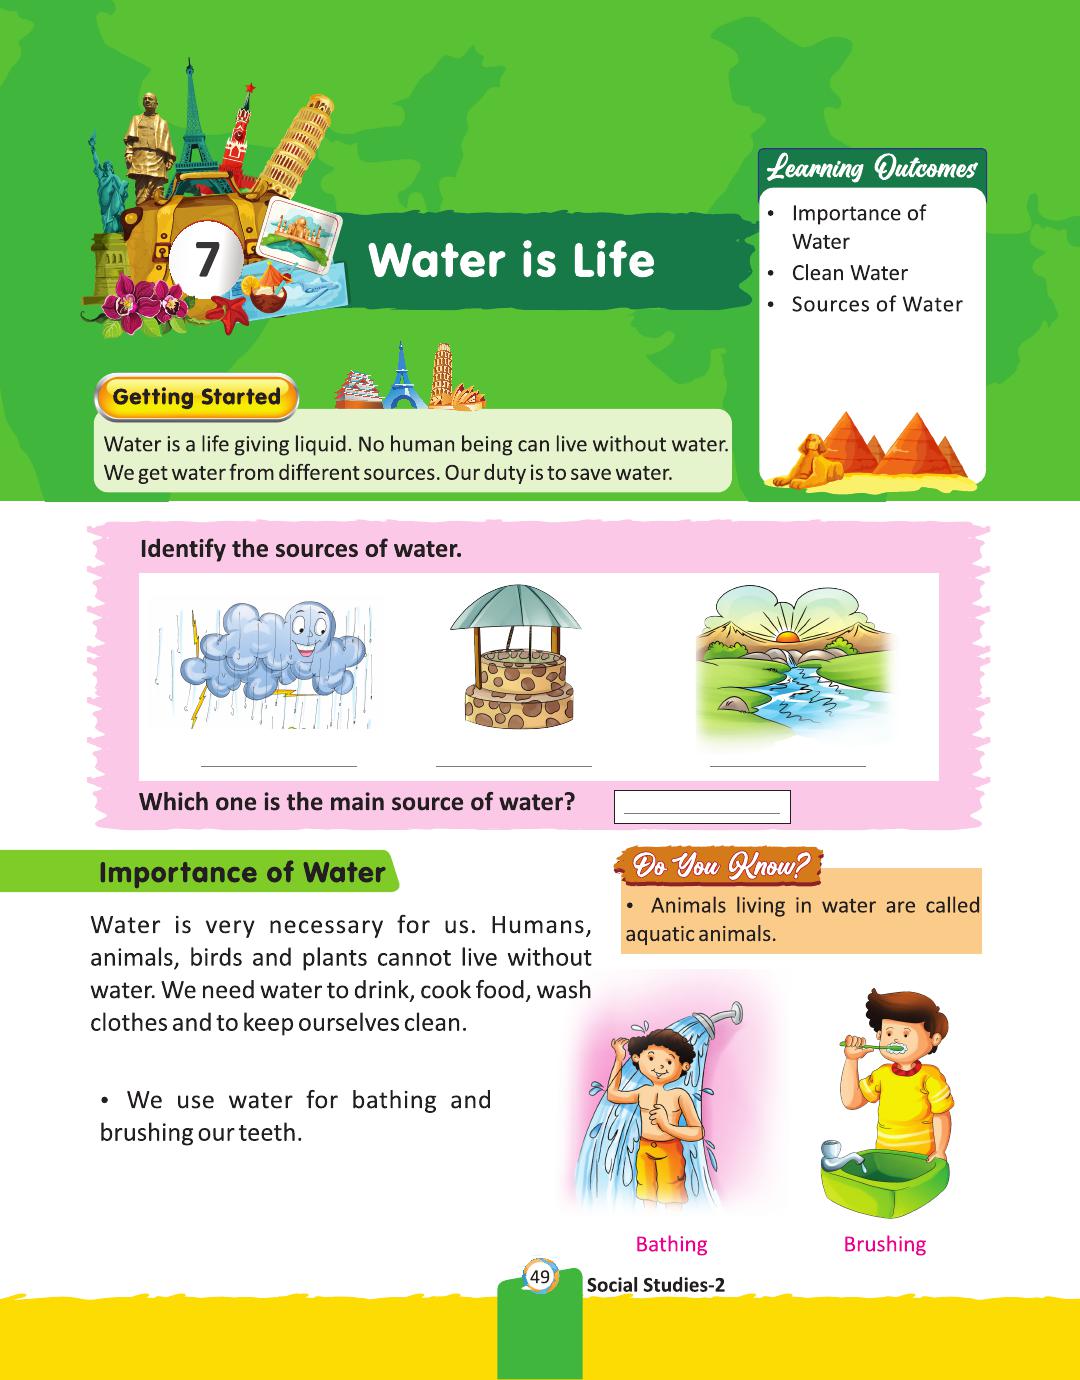 7
Water is Life
Learning Outcomes
• Importance of
Water
• Clean Water
• Sources of Water
Getting Started
Water is a life giving liquid. No human being can live without water.
We get water from different sources. Our duty is to save water.
Identify the sources of water.
Which one is the main source of water?
Importance of Water
Water is very necessary for us. Humans,
animals, birds and plants cannot live without
water. We need water to drink, cook food, wash
clothes and to keep ourselves clean.
• We use water for bathing and
brushing our teeth.
Do You Know?
• Animals living in water are called
aquatic animals.
Bathing
Brushing
49
Social Studies-2